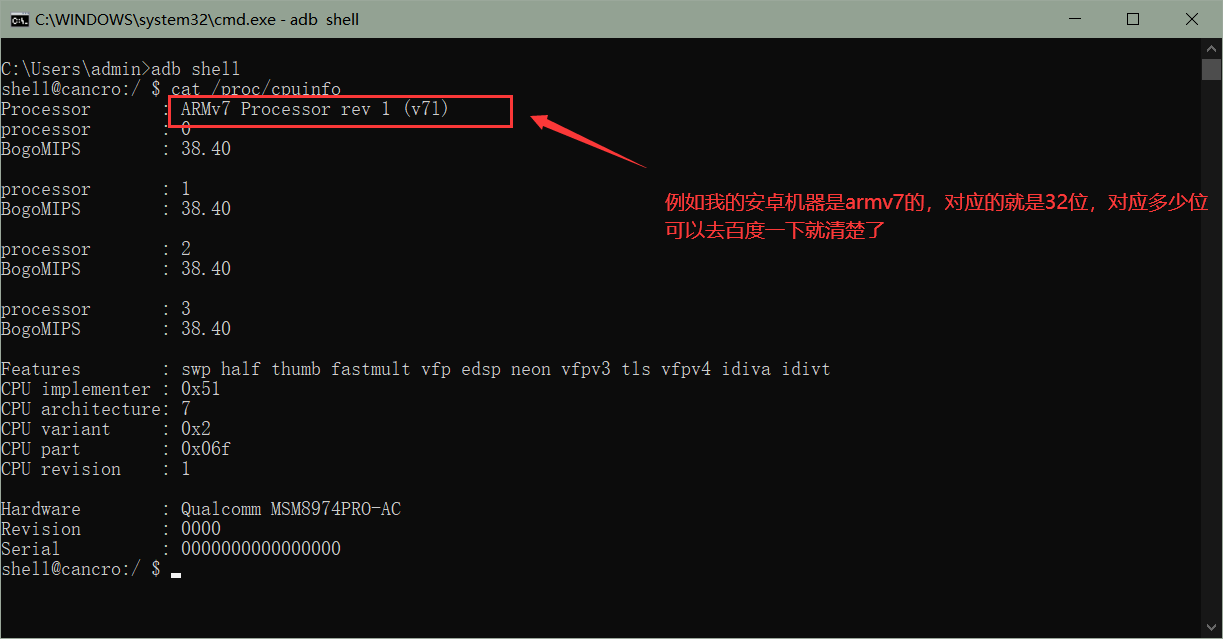 C:\WINDOWS\system32\cmd.exe - adb shell
C:\Users\admin>adb shell
shell@cancro:/ $ cat /proc/cpuinfo
Processor : ARMv7 Processor rev 1 (v7l)
processor : 0
BogoMIPS : 38.40
processor : 1
BogoMIPS : 38.40
例如我的安卓机器是armv7的，对应的就是32位，对应多少位
可以去百度一下就清楚了
processor : 2
BogoMIPS : 38.40
processor : 3
BogoMIPS : 38.40
Features : swp half thumb fastmult vfp edsp neon vfpv3 tls vfpv4 idiva idivt
CPU implementer : 0x51
CPU architecture: 7
CPU variant : 0x2
CPU part : 0x06f
CPU revision : 1
Hardware : Qualcomm MSM8974PRO-AC
Revision : 0000
Serial : 0000000000000000
shell@cancro:/ $